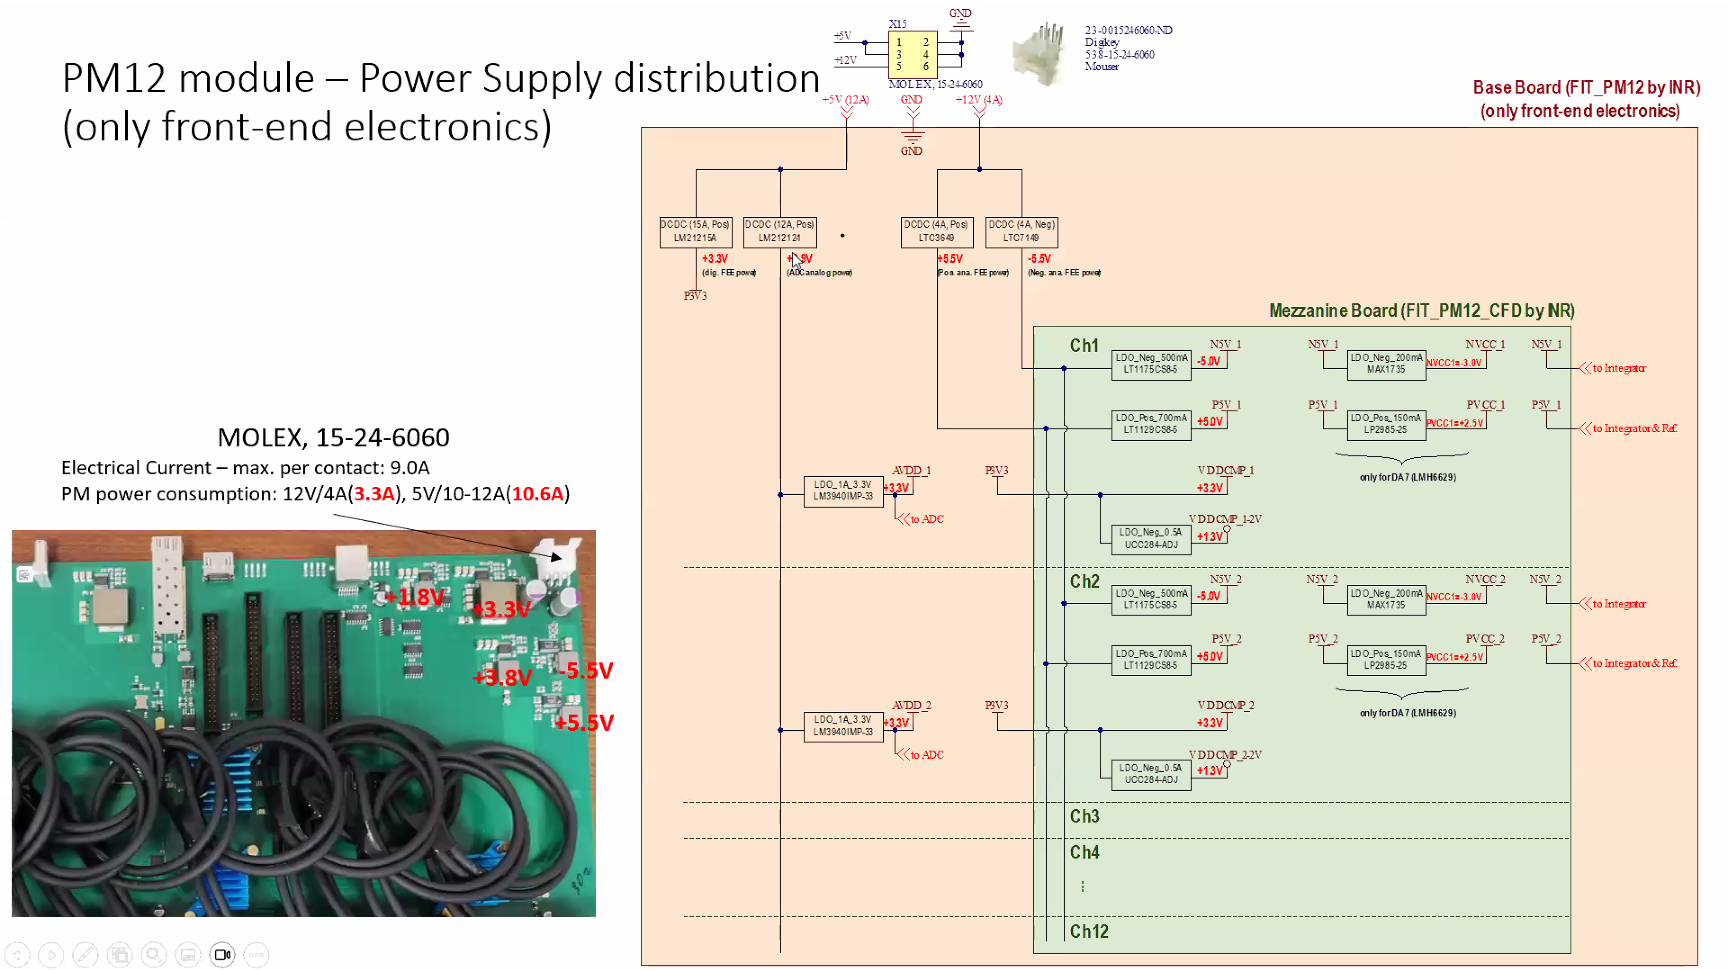 PM12 module – Power Supply distribution
(only front-end electronics)
X15
GND
+5V
+12V
1 2
3 4
5 6
MOLEX, 15-24-6060
23-0015246060-ND
Digikey
538-15-24-6060
Mouser
+5V (12A)
GND
+12V (4A)
GND
Base Board (FIT_PM12 by INR)
(only front-end electronics)
DCDC (15A, Pos)
LM21215A
DCDC (12A, Pos)
LM212121
DCDC (4A, Pos)
LTC3649
DCDC (4A, Neg)
LTC7149
+3.3V
(dig. FEE power)
P3V3
(ADC analog power)
+5.5V
(Pos. ana. FEE power)
-5.5V
(Neg. ana. FEE power)
Mezzanine Board (FIT_PM12_CFD by INR)
Ch1
LDO_Neg_500mA
LT1175CS8-5
-5.0V
N5V_1
N5V_1
LDO_Neg_200mA
MAX1735
NVCC1=-3.0V
NVCC_1
N5V_1
to Integrator
LDO_Pos_700mA
LT1129CS8-5
+5.0V
P5V_1
P5V_1
LDO_Pos_150mA
LP2985-25
PVCC1=+2.5V
PVCC_1
P5V_1
to Integrator & Ref.
only for DA7 (LMH6629)
LDO_1A_3.3V
LM3940IMP-33
+3.3V
AVDD_1
to ADC
P3V3
VDDCMP_1
+3.3V
VDDCMP_1-2V
LDO_Neg_0.5A
UCC284-ADJ
+1.3V
Ch2
LDO_Neg_500mA
LT1175CS8-5
-5.0V
N5V_2
N5V_2
LDO_Neg_200mA
MAX1735
NVCC1=-3.0V
NVCC_2
N5V_2
to Integrator
LDO_Pos_700mA
LT1129CS8-5
+5.0V
P5V_2
P5V_2
LDO_Pos_150mA
LP2985-25
PVCC1=+2.5V
PVCC_2
P5V_2
to Integrator & Ref.
only for DA7 (LMH6629)
LDO_1A_3.3V
LM3940IMP-33
+3.3V
AVDD_2
to ADC
P3V3
VDDCMP_2
+3.3V
VDDCMP_2-2V
LDO_Neg_0.5A
UCC284-ADJ
+1.3V
Ch3
Ch4
Ch12
MOLEX, 15-24-6060
Electrical Current – max. per contact: 9.0A
PM power consumption: 12V/4A(3.3A), 5V/10-12A(10.6A)
+1.8V
+3.3V
+3.8V
-5.5V
+5.5V